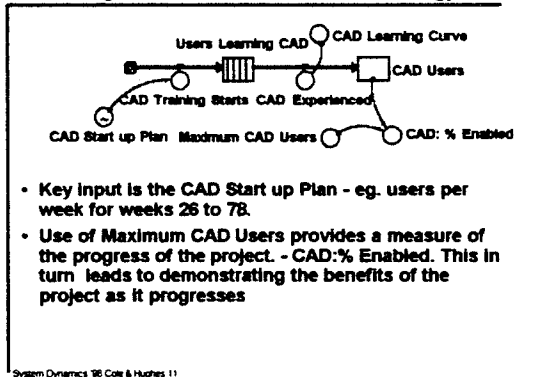 Users Learning CAD
CAD Learning Curve
CAD Users
CAD Training Starts
CAD Experienced
~
CAD Start up Plan
Maximum CAD Users
CAD: % Enabled
• Key input is the CAD Start up Plan - eg. users per
week for weeks 26 to 78.
• Use of Maximum CAD Users provides a measure of
the progress of the project. - CAD:% Enabled. This in
turn leads to demonstrating the benefits of the
project as it progresses
System Dynamics '98 Cole & Hughes 11